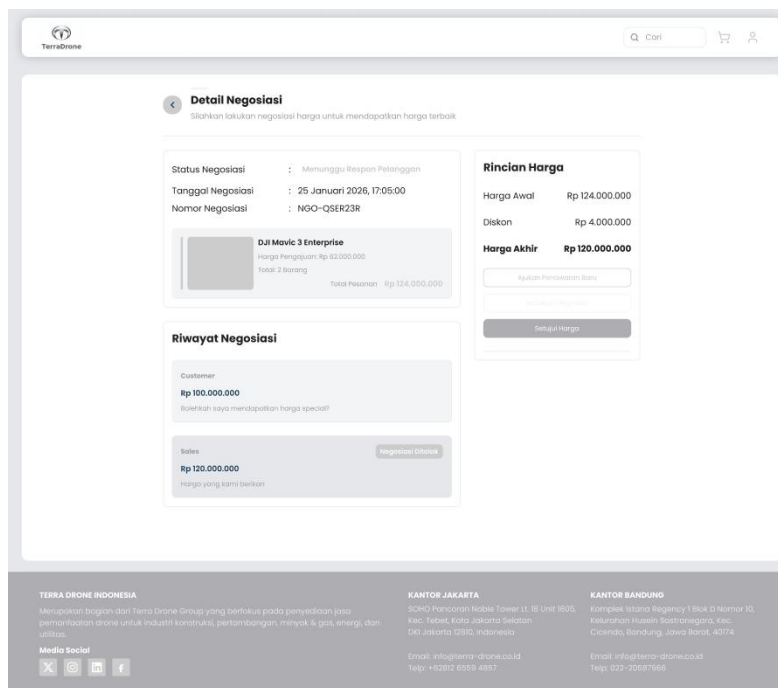 TerraDrone
Cari
Detail Negosiasi
Silahkan lakukan negosiasi harga untuk mendapatkan harga terbaik
Status Negosiasi : Menunggu Respon Pelanggan
Tanggal Negosiasi : 25 Januari 2026, 17:05:00
Nomor Negosiasi : NGO-QSER23R
DJI Mavic 3 Enterprise
Harga Pengajuan: Rp 62.000.000
Total: 2 Barang
Total Pesanan Rp 124.000.000
Rincian Harga
Harga Awal Rp 124.000.000
Diskon Rp 4.000.000
Harga Akhir Rp 120.000.000
Ajukan Penawaran Baru
Setujui Harga
Riwayat Negosiasi
Customer
Rp 100.000.000
Bolehkah saya mendapatkan harga special?
Sales Negosiasi Ditolak
Rp 120.000.000
Harga yang kami berikan
TERRA DRONE INDONESIA
Merupakan bagian dari Terra Drone Group yang berfokus pada penyediaan jasa
pemanfaatan drone untuk industri konstruksi, pertambangan, minyak & gas, energi, dan
utilitas.
Media Social
KANTOR JAKARTA
SOHO Pancoran Noble Tower Lt. 18 Unit 1805,
Kec. Tebet, Kota Jakarta Selatan
DKI Jakarta 12810, Indonesia
Email: info@terra-drone.co.id
Telp: +62812 6559 4857
KANTOR BANDUNG
Komplek Istana Regency 1 Blok D Nomor 10,
Kelurahan Husein Sastranegara, Kec.
Cicendo, Bandung, Jawa Barat, 40174
Email: info@terra-drone.co.id
Telp: 022-20587666